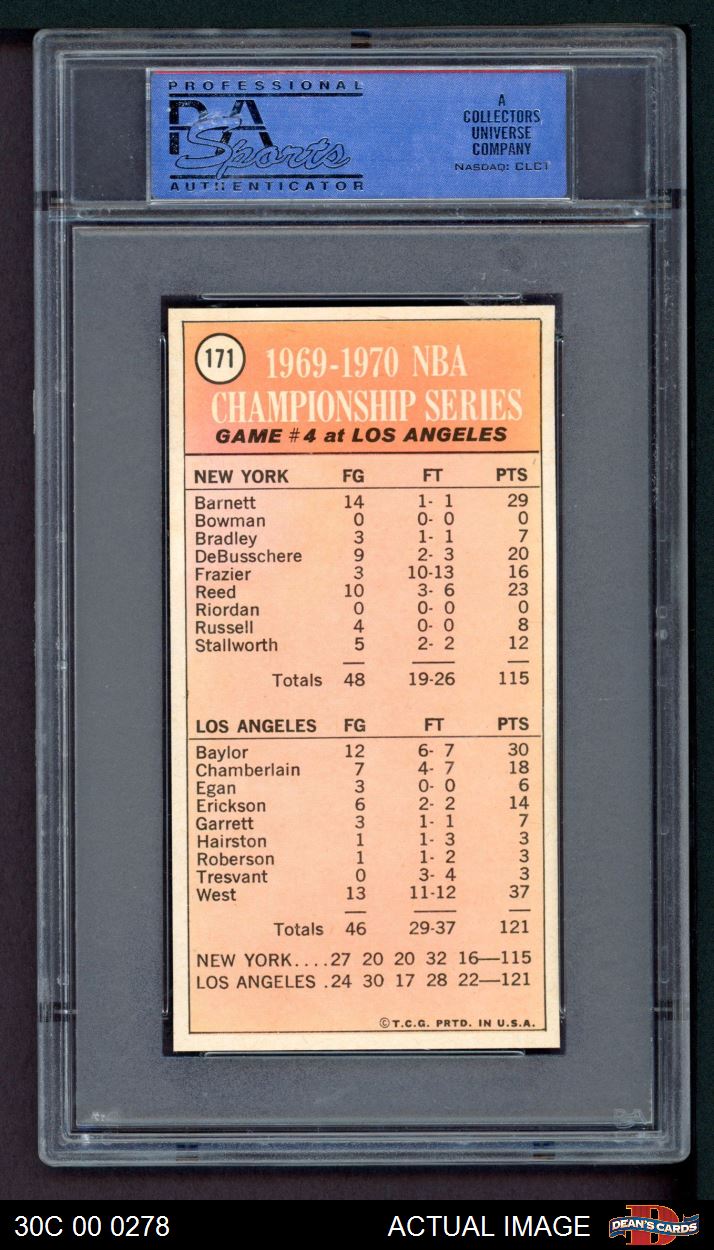 PROFESSIONAL
PSA
Sports
AUTHENTICATOR
A
COLLECTORS
UNIVERSE
COMPANY
NASDAQ: CLCT
171
1969-1970 NBA
CHAMPIONSHIP SERIES
GAME #4 at LOS ANGELES
NEW YORK FG FT PTS
Barnett 14 1- 1 29
Bowman 0 0- 0 0
Bradley 3 1- 1 7
DeBusschere 9 2- 3 20
Frazier 3 10-13 16
Reed 10 3- 6 23
Riordan 0 0- 0 0
Russell 4 0- 0 8
Stallworth 5 2- 2 12
Totals 48 19-26 115
LOS ANGELES FG FT PTS
Baylor 12 6- 7 30
Chamberlain 7 4- 7 18
Egan 3 0- 0 6
Erickson 6 2- 2 14
Garrett 3 1- 1 7
Hairston 1 1- 3 3
Roberson 1 1- 2 3
Tresvant 0 3- 4 3
West 13 11-12 37
Totals 46 29-37 121
NEW YORK....27 20 20 32 16—115
LOS ANGELES .24 30 17 28 22—121
©T.C.G. PRTD. IN U.S.A.
PSA
30C 00 0278 ACTUAL IMAGE DEAN'S CARDS